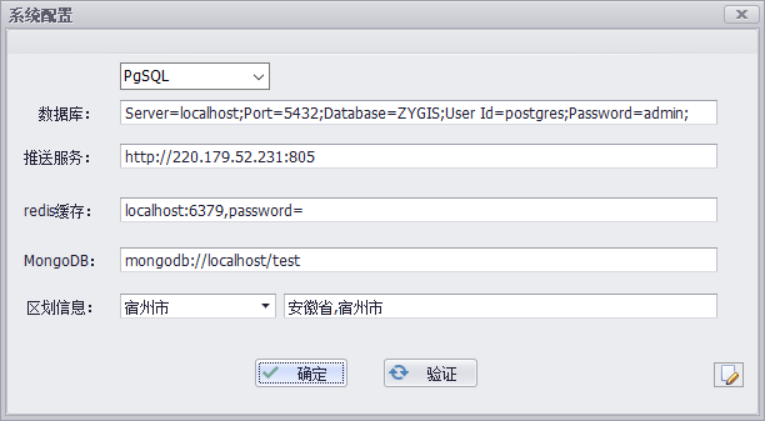 系统配置
PgSQL
数据库： Server=localhost;Port=5432;Database=ZYGIS;User Id=postgres;Password=admin;
推送服务： http://220.179.52.231:805
redis缓存： localhost:6379,password=
MongoDB： mongodb://localhost/test
区划信息： 宿州市 安徽省,宿州市
确定 验证